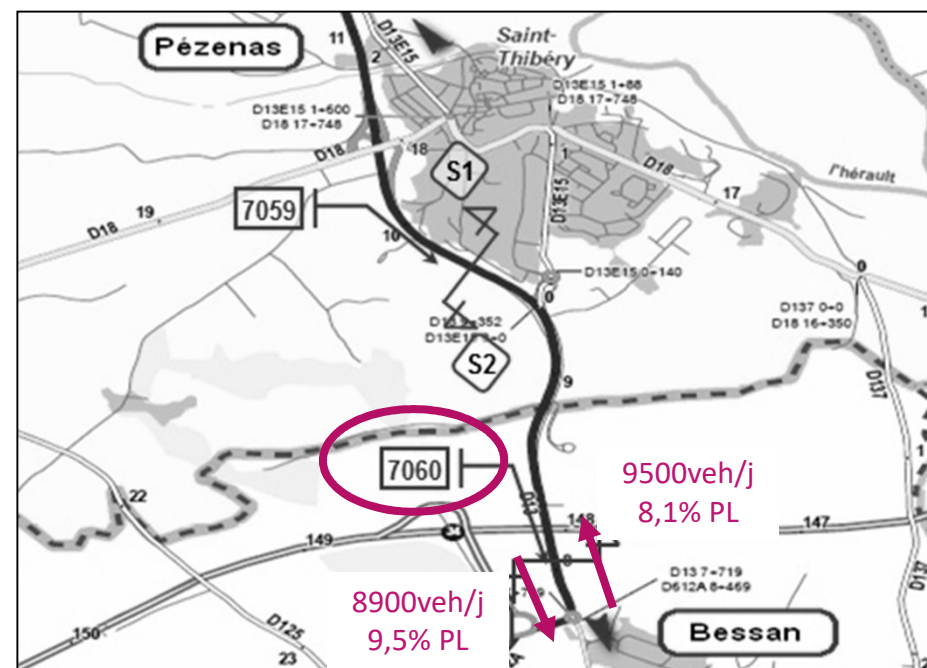 Pézenas
11
2
D13E15
Saint-
Thibéry
D13E15 1+88
D18 17+748
D13E15 1+600
D18 17+748
D18
18
S1
1
D18
l'hérault
17
D13E15
7059
19
D18
10
D13E15 0+140
0
0
D137 0+0
D18 16+350
352
S2
9
D137
7060
D13
9500veh/j
8,1% PL
22
1
149
148
147
8900veh/j
9,5% PL
D13 7+719
D612A 8+469
D137
Bessan
150
D125
23